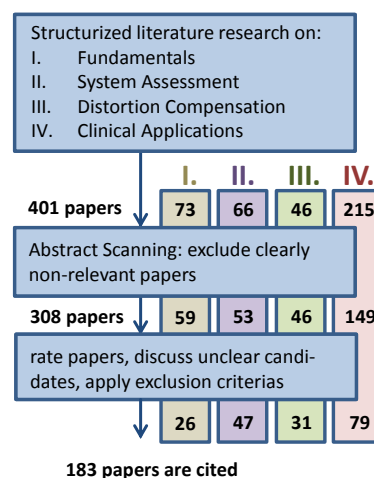 Structurized literature research on:
I. Fundamentals
II. System Assessment
III. Distortion Compensation
IV. Clinical Applications
I. II. III. IV.
401 papers 73 66 46 215
Abstract Scanning: exclude clearly
non-relevant papers
308 papers 59 53 46 149
rate papers, discuss unclear candi-
dates, apply exclusion criterias
26 47 31 79
183 papers are cited